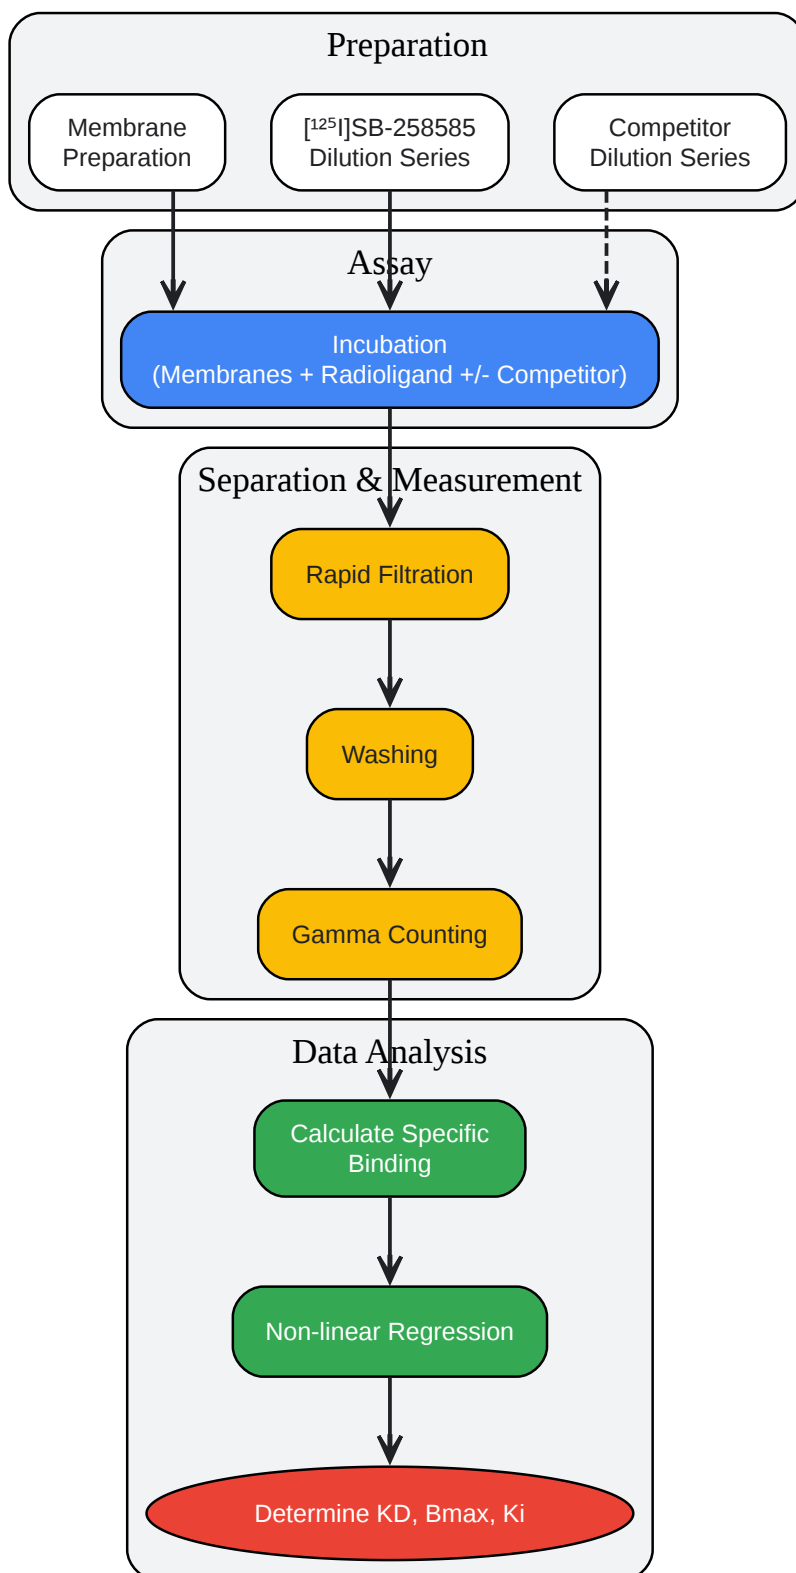 Preparation
Membrane
Preparation
[¹²⁵I]SB-258585
Dilution Series
Competitor
Dilution Series
Assay
Incubation
(Membranes + Radioligand +/- Competitor)
Separation & Measurement
Rapid Filtration
Washing
Gamma Counting
Data Analysis
Calculate Specific
Binding
Non-linear Regression
Determine KD, Bmax, Ki